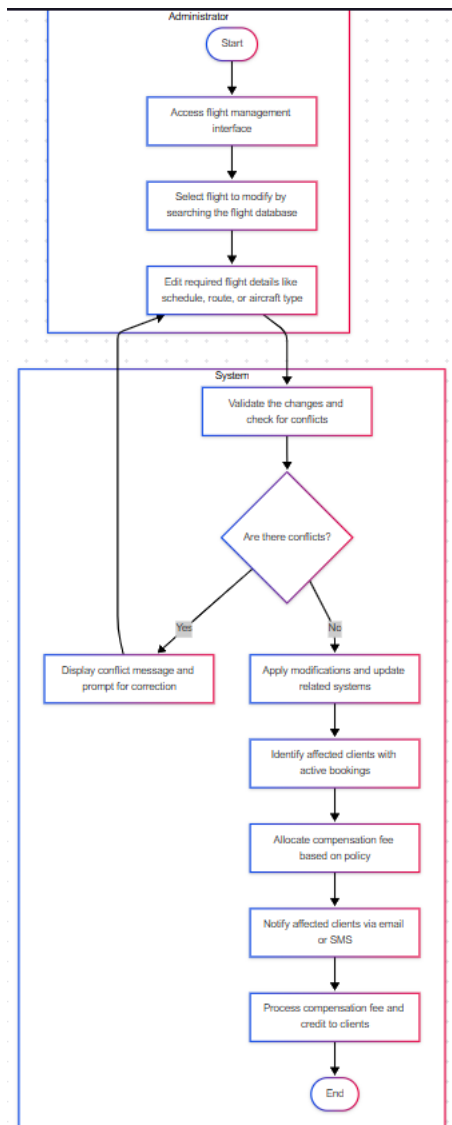 Administrator
Start
Access flight management
interface
Select flight to modify by
searching the flight database
Edit required flight details like
schedule, route, or aircraft type
System
Validate the changes and
check for conflicts
Are there conflicts?
Yes
No
Display conflict message and
prompt for correction
Apply modifications and update
related systems
Identify affected clients with
active bookings
Allocate compensation fee
based on policy
Notify affected clients via email
or SMS
Process compensation fee and
credit to clients
End